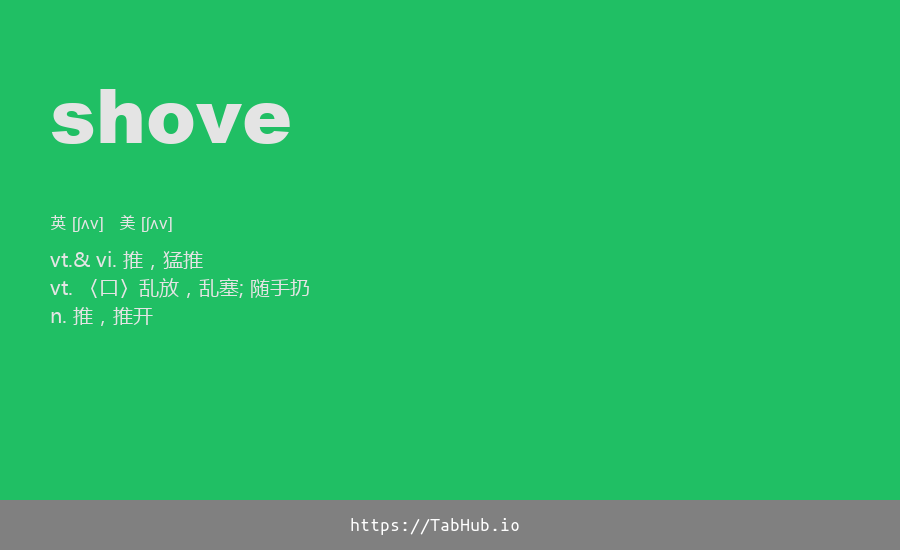 shove
英 [ʃʌv] 美 [ʃʌv]
vt.& vi. 推，猛推
vt. 〈口〉乱放，乱塞; 随手扔
n. 推，推开
https://TabHub.io